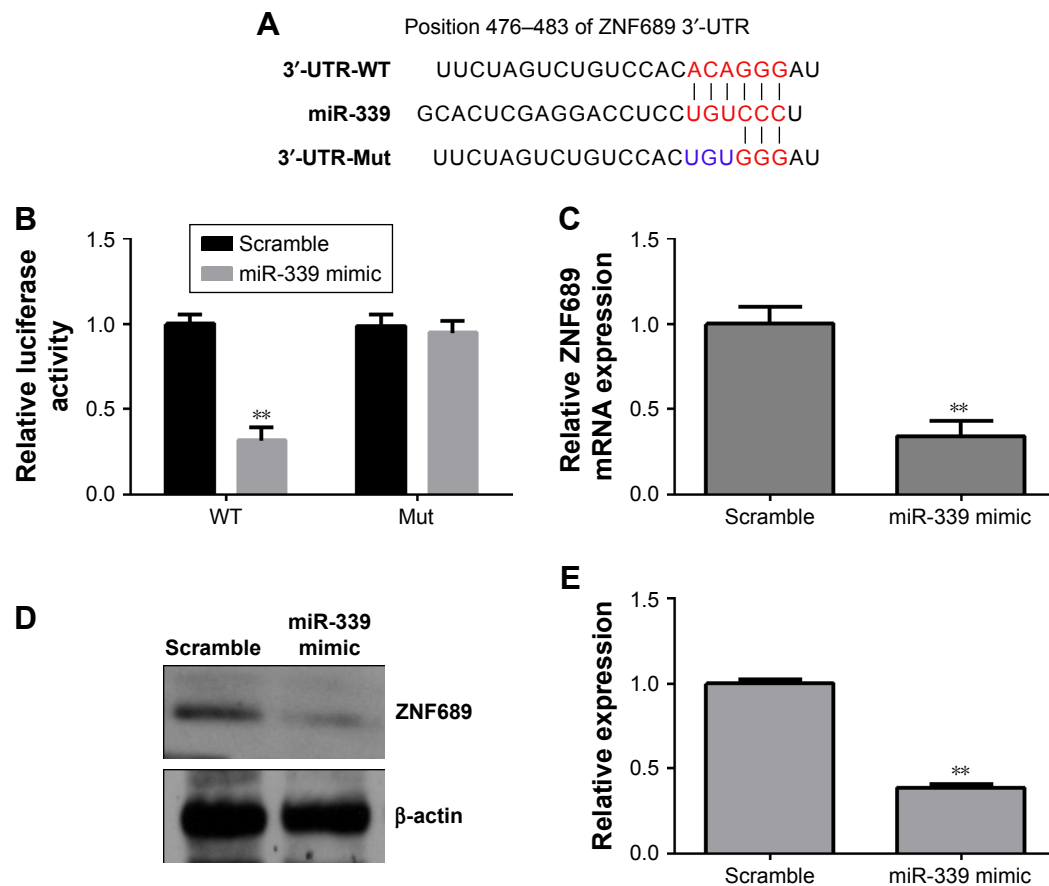 A
Position 476–483 of ZNF689 3′-UTR
3′-UTR-WT UUCUAGUCUGUCCACACAGGGAU
miR-339 GCACUCGAGGACCUCCUGUCCCU
3′-UTR-Mut UUCUAGUCUGUCCACUGUGGGAU
B
Relative luciferase
activity
1.5
1.0
0.5
0.0
Scramble
miR-339 mimic
**
WT Mut
C
Relative ZNF689
mRNA expression
1.5
1.0
0.5
0.0
**
Scramble miR-339 mimic
D
Scramble
miR-339
mimic
ZNF689
β-actin
E
Relative expression
1.5
1.0
0.5
0.0
**
Scramble miR-339 mimic